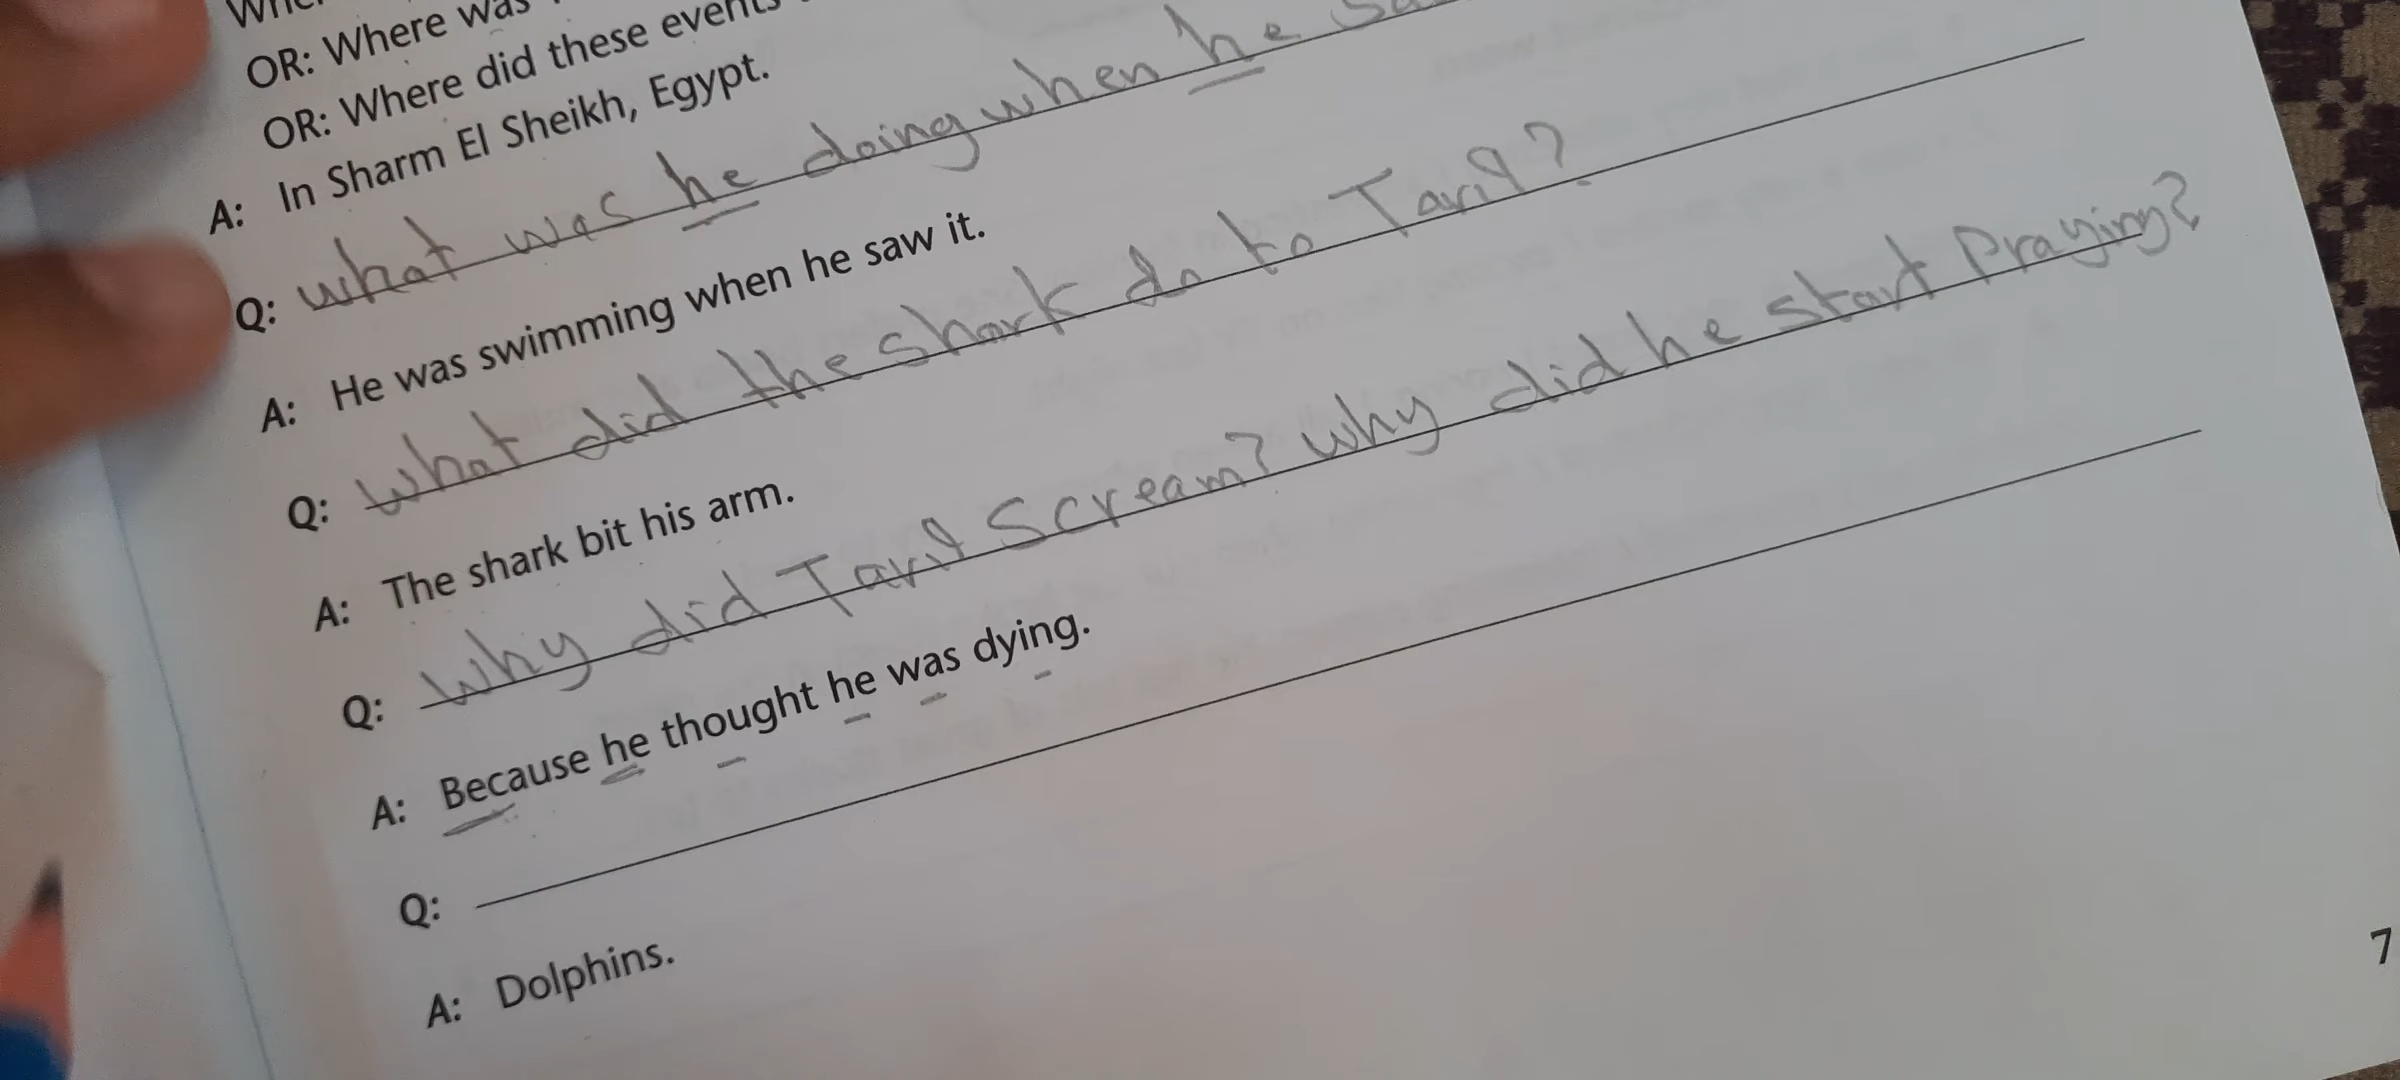 OR: Where was
OR: Where did these events
A: In Sharm El Sheikh, Egypt.
Q: what was he doing when he
A: He was swimming when he saw it.
Q: what did the shark do to Tariq?
A: The shark bit his arm.
Q: why did Tariq Scream? why did he start Praying?
A: Because he thought he was dying.
Q:
A: Dolphins.
7